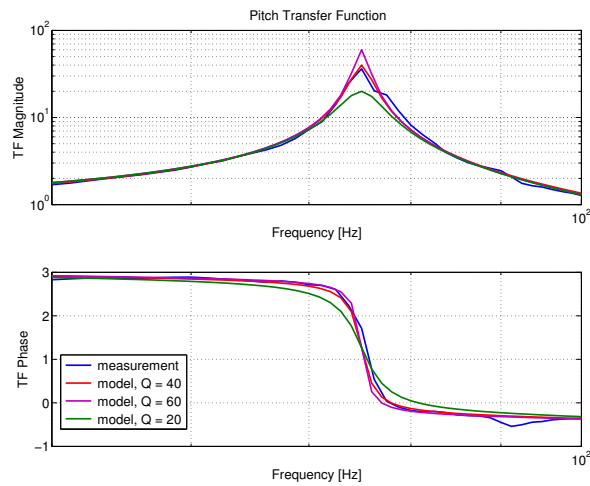 Pitch Transfer Function
TF Magnitude
10^2
10^1
10^0
10^2
Frequency [Hz]
TF Phase
3
2
1
0
−1
measurement
model, Q = 40
model, Q = 60
model, Q = 20
10^2
Frequency [Hz]